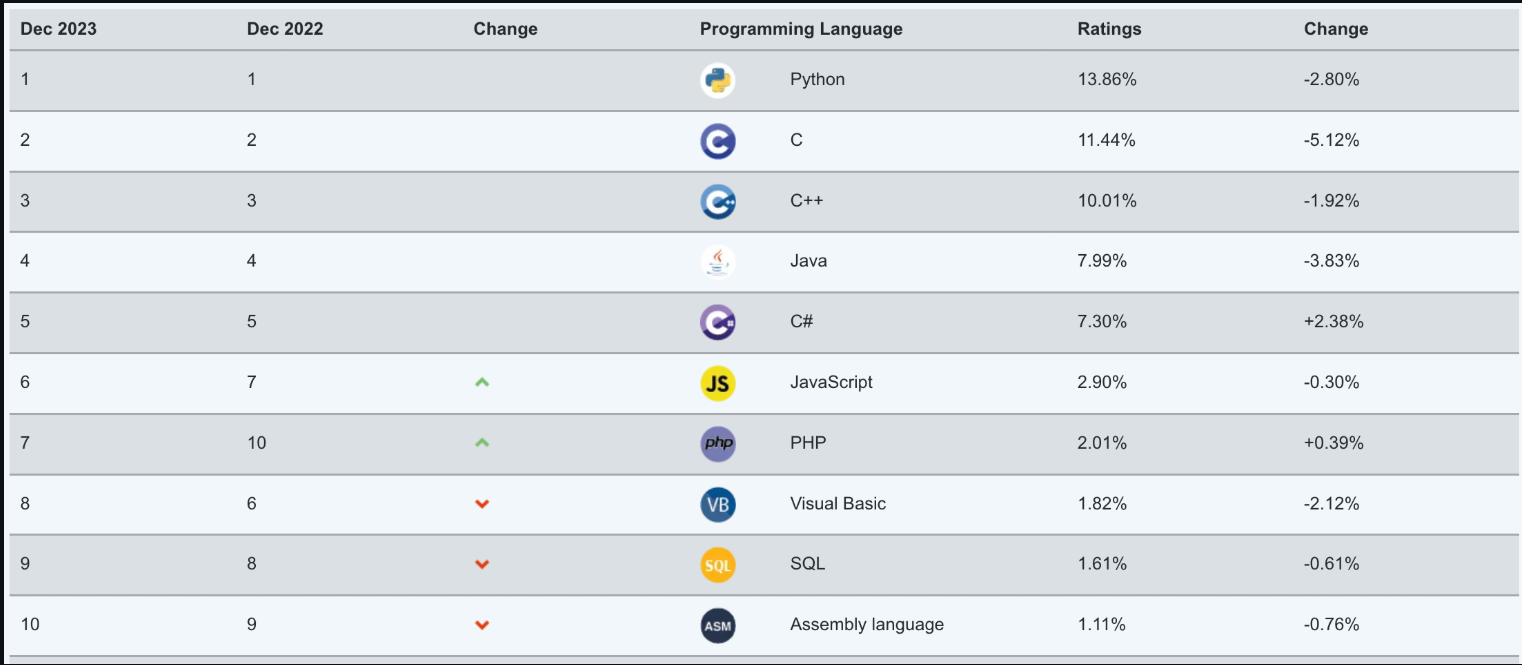 Dec 2023 Dec 2022 Change Programming Language Ratings Change
1 1 Python 13.86% -2.80%
2 2 C C 11.44% -5.12%
3 3 C++ C++ 10.01% -1.92%
4 4 Java 7.99% -3.83%
5 5 C# C# 7.30% +2.38%
6 7 JS JavaScript 2.90% -0.30%
7 10 php PHP 2.01% +0.39%
8 6 VB Visual Basic 1.82% -2.12%
9 8 SQL SQL 1.61% -0.61%
10 9 ASM Assembly language 1.11% -0.76%